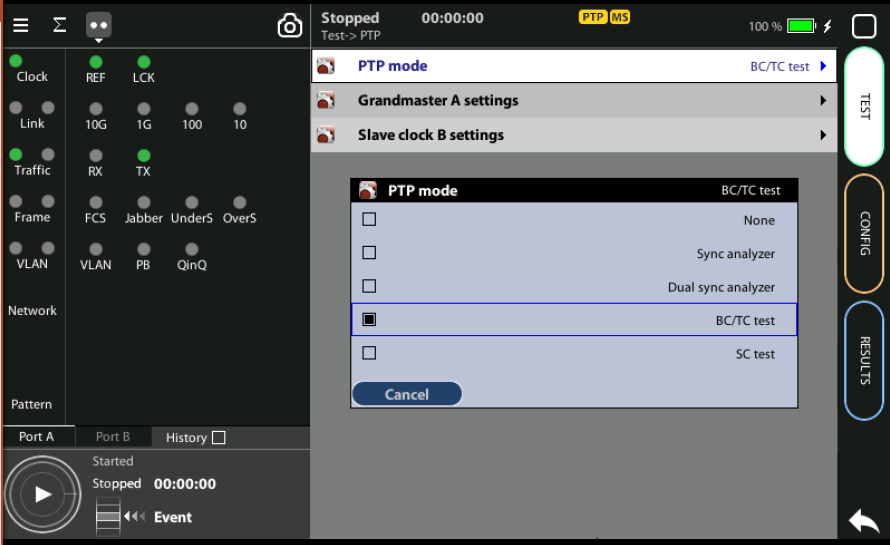 Stopped 00:00:00 PTP MS
Test-> PTP 100 %
Clock REF LCK
Link 10G 1G 100 10
Traffic RX TX
Frame FCS Jabber UnderS OverS
VLAN VLAN PB QinQ
Network
Pattern
Port A Port B History
Started
Stopped 00:00:00
Event
PTP mode BC/TC test
Grandmaster A settings
Slave clock B settings
PTP mode BC/TC test
None
Sync analyzer
Dual sync analyzer
BC/TC test
SC test
Cancel
TEST
CONFIG
RESULTS